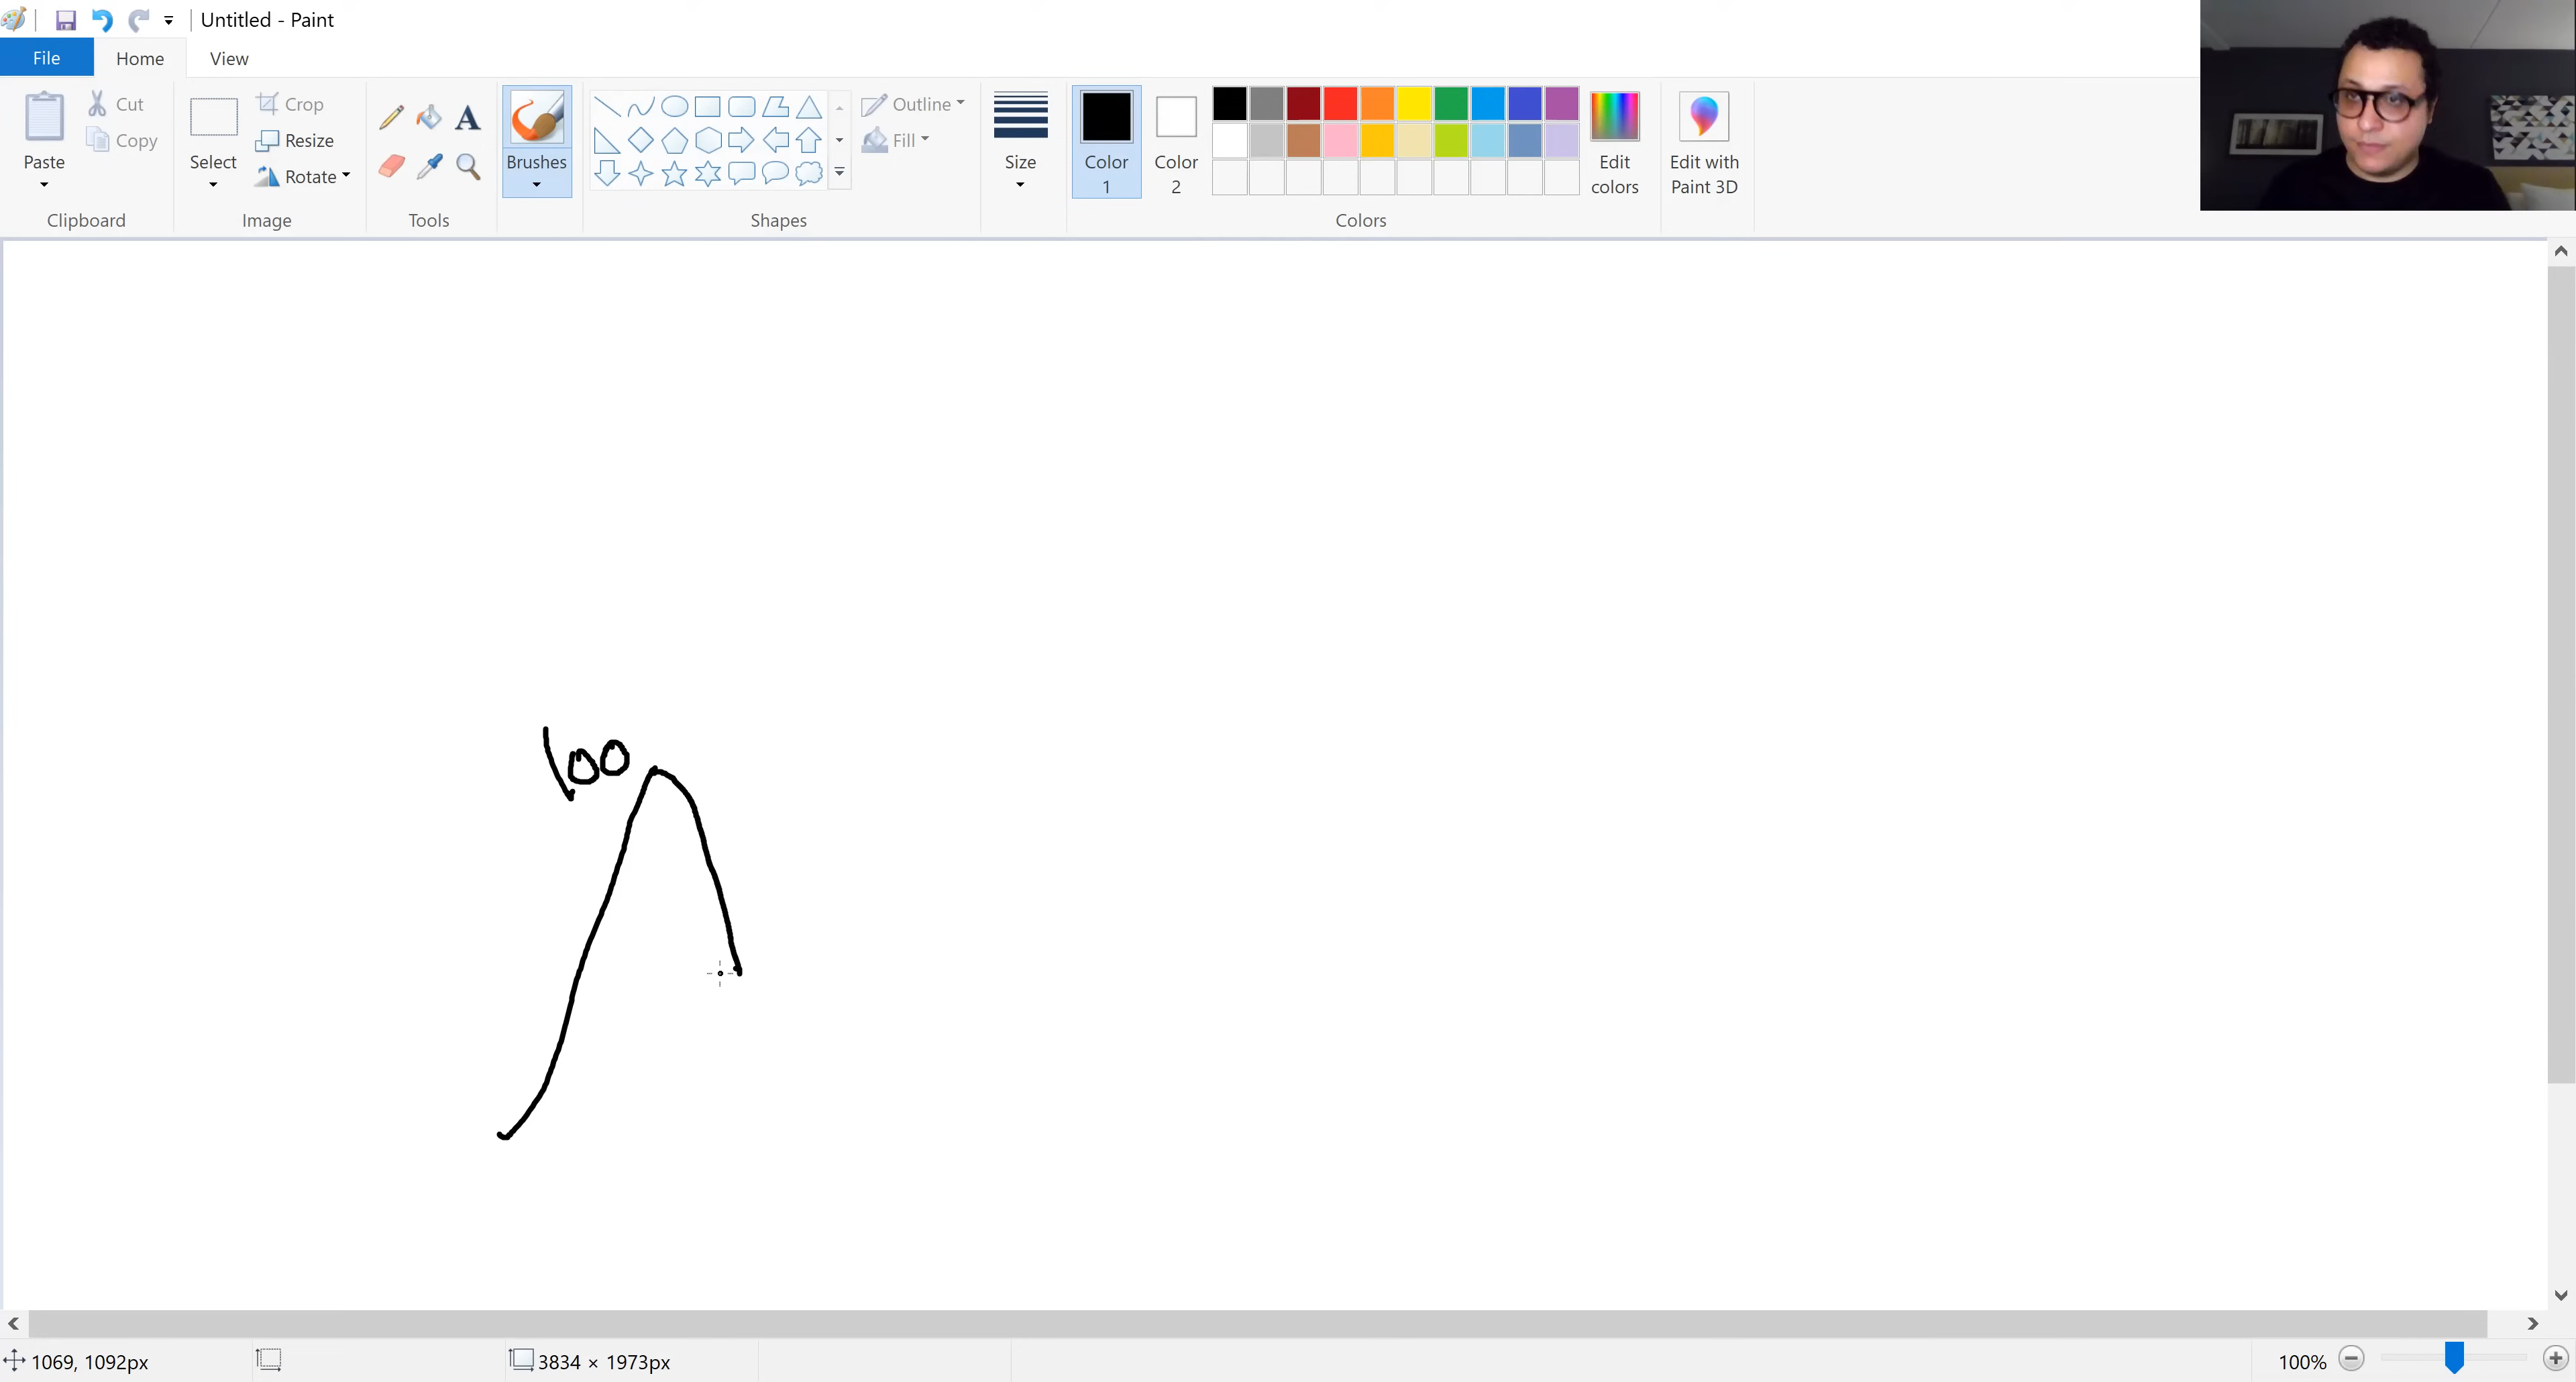 Untitled - Paint
File Home View
Paste
Cut
Copy
Clipboard
Select
Crop
Resize
Rotate
Image
A
Tools
Brushes
Shapes
Outline
Fill
Size
Color 1
Color 2
Colors
Edit colors
Edit with Paint 3D
100
1069, 1092px
3834 × 1973px
100%